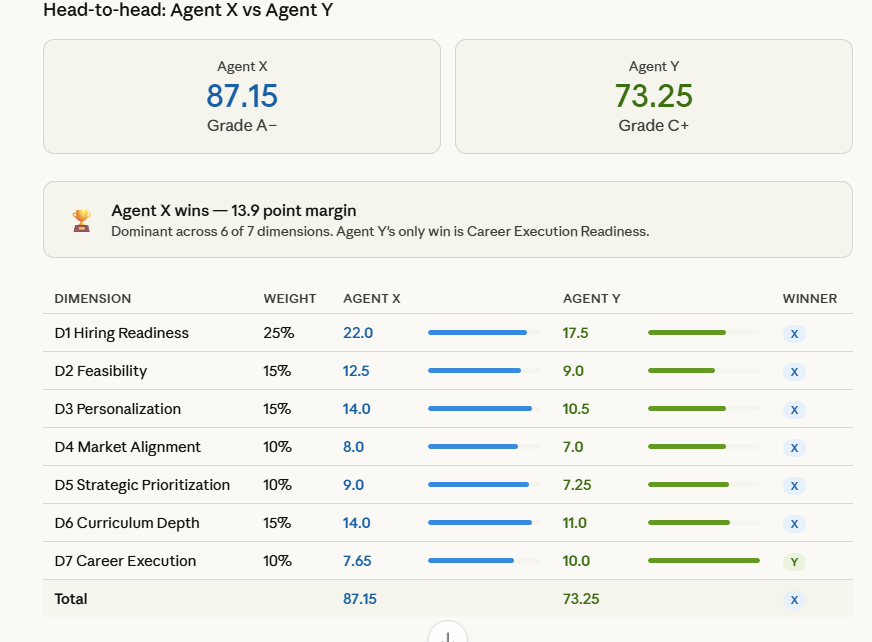 Head-to-head: Agent X vs Agent Y
Agent X
87.15
Grade A−
Agent Y
73.25
Grade C+
Agent X wins — 13.9 point margin
Dominant across 6 of 7 dimensions. Agent Y's only win is Career Execution Readiness.
DIMENSION WEIGHT AGENT X AGENT Y WINNER
D1 Hiring Readiness 25% 22.0 17.5 X
D2 Feasibility 15% 12.5 9.0 X
D3 Personalization 15% 14.0 10.5 X
D4 Market Alignment 10% 8.0 7.0 X
D5 Strategic Prioritization 10% 9.0 7.25 X
D6 Curriculum Depth 15% 14.0 11.0 X
D7 Career Execution 10% 7.65 10.0 Y
Total 87.15 73.25 X